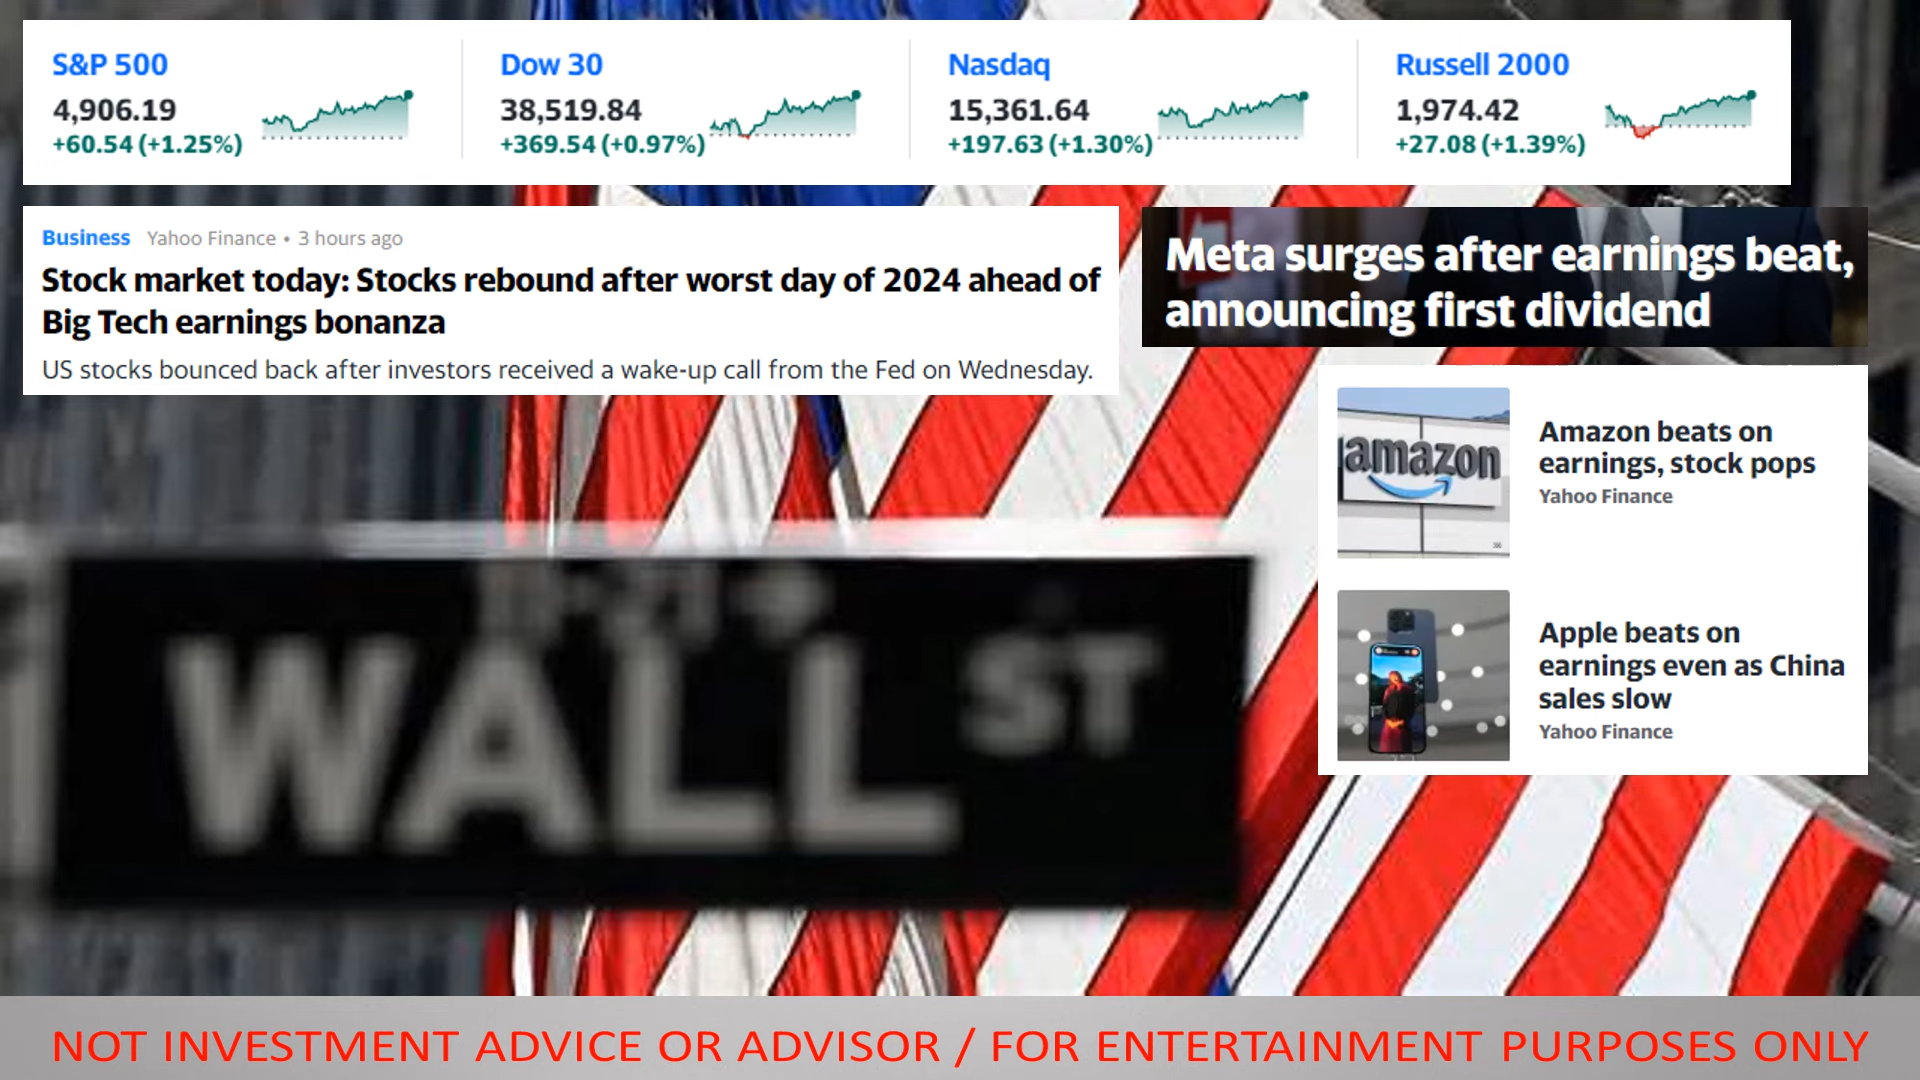 S&P 500
4,906.19
+60.54 (+1.25%)
Dow 30
38,519.84
+369.54 (+0.97%)
Nasdaq
15,361.64
+197.63 (+1.30%)
Russell 2000
1,974.42
+27.08 (+1.39%)
Business Yahoo Finance • 3 hours ago
Stock market today: Stocks rebound after worst day of 2024 ahead of
Big Tech earnings bonanza
US stocks bounced back after investors received a wake-up call from the Fed on Wednesday.
Meta surges after earnings beat,
announcing first dividend
amazon
Amazon beats on
earnings, stock pops
Yahoo Finance
Apple beats on
earnings even as China
sales slow
Yahoo Finance
WALL ST
NOT INVESTMENT ADVICE OR ADVISOR / FOR ENTERTAINMENT PURPOSES ONLY